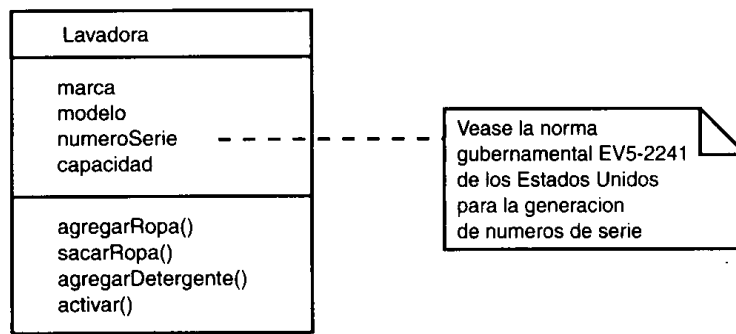 Lavadora
marca
modelo
numeroSerie
capacidad
agregarRopa()
sacarRopa()
agregarDetergente()
activar()
Vease la norma
gubernamental EV5-2241
de los Estados Unidos
para la generacion
de numeros de serie